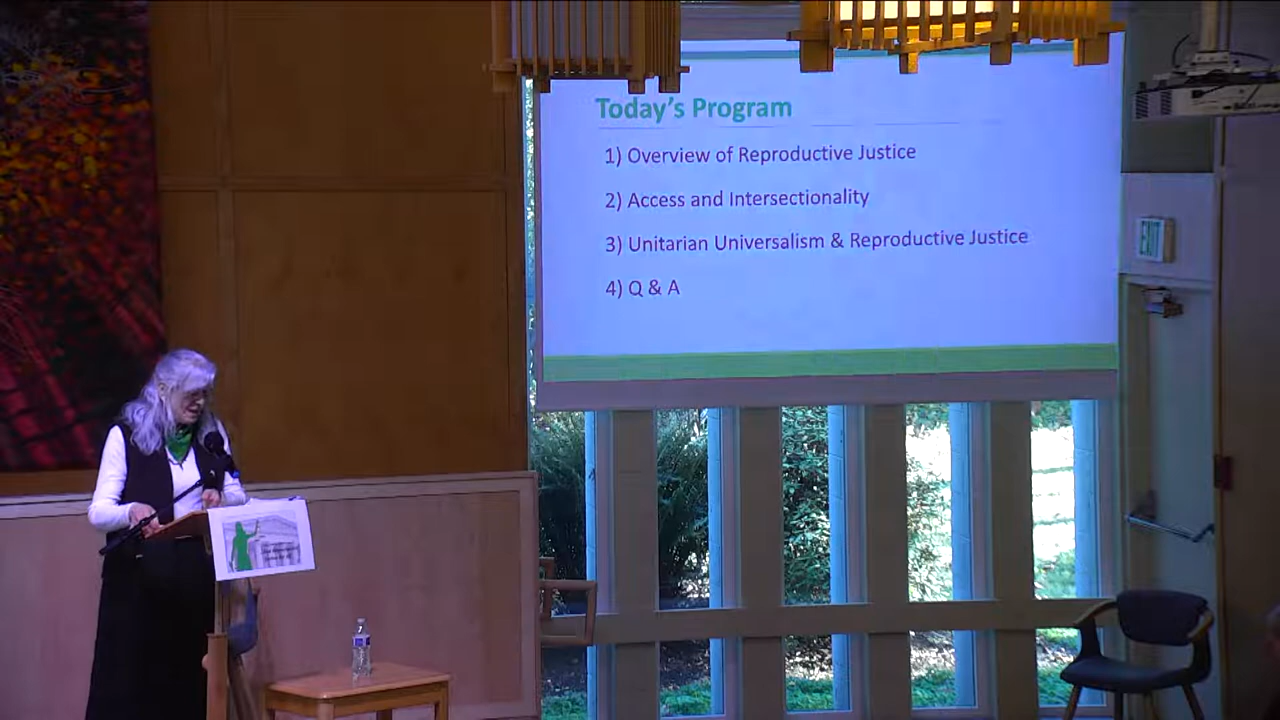 Today's Program
1) Overview of Reproductive Justice
2) Access and Intersectionality
3) Unitarian Universalism & Reproductive Justice
4) Q & A
EXIT